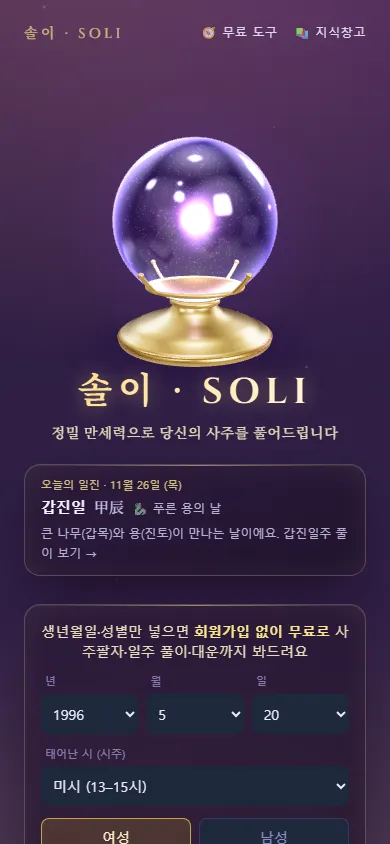 솔이 · SOLI
무료 도구
지식창고
솔이 · SOLI
정밀 만세력으로 당신의 사주를 풀어드립니다
오늘의 일진 · 11월 26일 (목)
갑진일 甲辰 푸른 용의 날
큰 나무(갑목)와 용(진토)이 만나는 날이에요. 갑진일주 풀
이 보기 →
생년월일·성별만 넣으면 회원가입 없이 무료로 사
주팔자·일주 풀이·대운까지 봐드려요
년 월 일
1996 5 20
태어난 시 (시주)
미시 (13–15시)
여성 남성